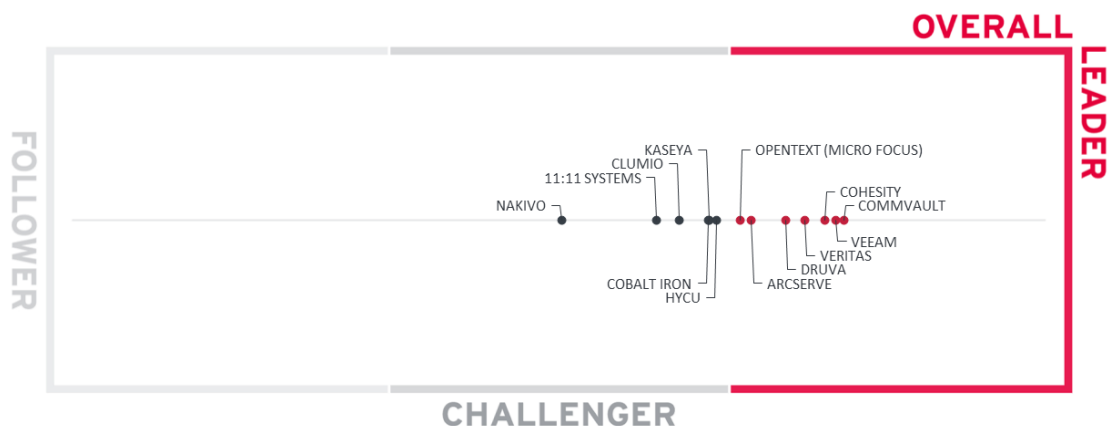 OVERALL
LEADER
FOLLOWER
KASEYA
OPENTEXT (MICRO FOCUS)
CLUMIO
11:11 SYSTEMS
COHESITY
NAKIVO
COMMVAULT
VEEAM
VERITAS
DRUVA
COBALT IRON
ARCSERVE
HYCU
CHALLENGER